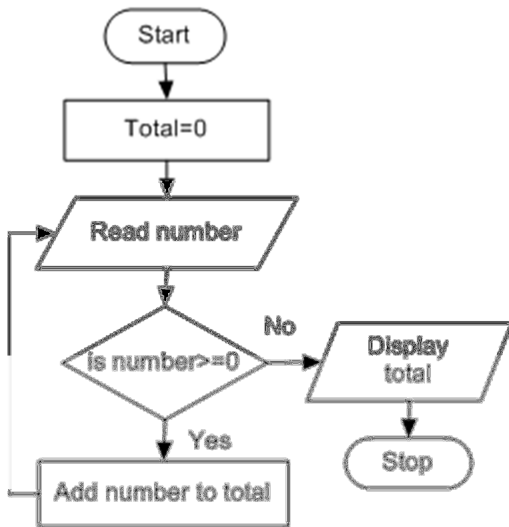 Start
Total=0
Read number
is number>=0
No
Display
total
Yes
Stop
Add number to total